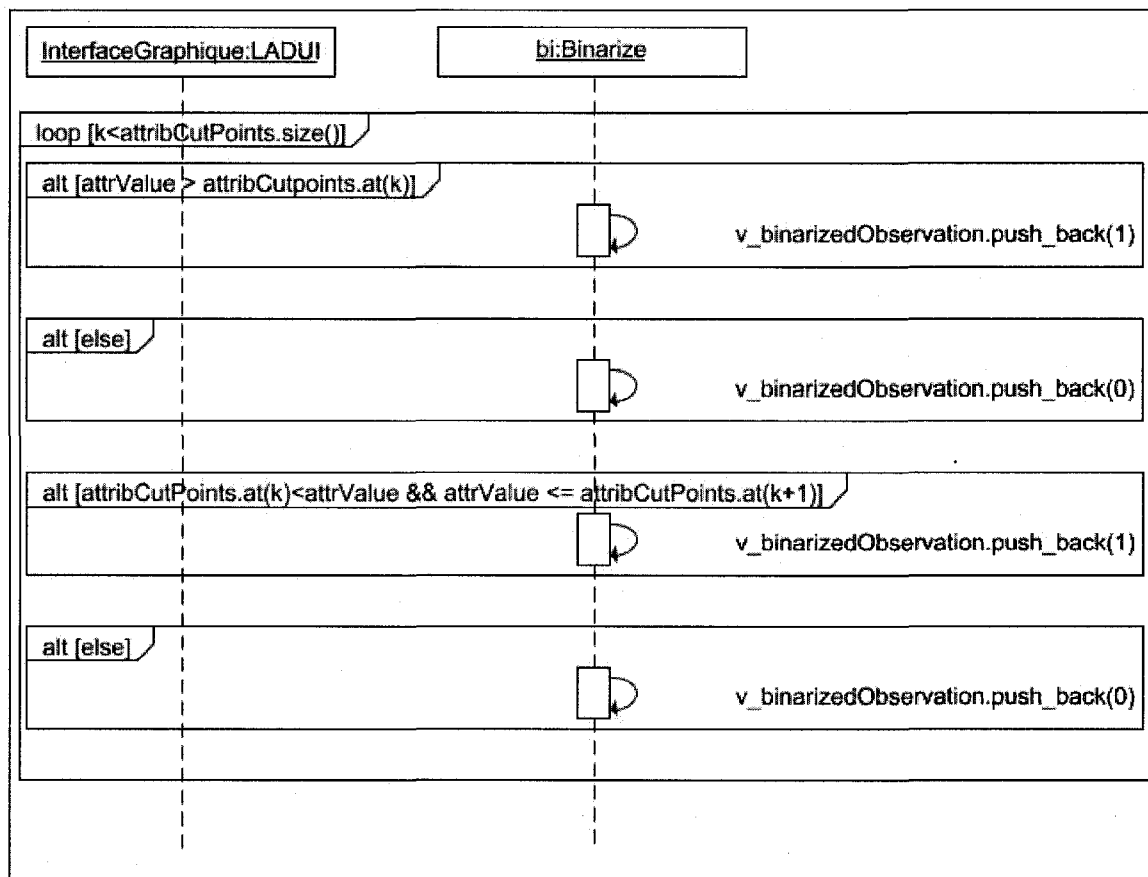 InterfaceGraphique:LADUI
bi:Binarize
loop [k<attribCutPoints.size()]
alt [attrValue > attribCutpoints.at(k)]
v_binarizedObservation.push_back(1)
alt [else]
v_binarizedObservation.push_back(0)
alt [attribCutPoints.at(k)<attrValue && attrValue <= attribCutPoints.at(k+1)]
v_binarizedObservation.push_back(1)
alt [else]
v_binarizedObservation.push_back(0)